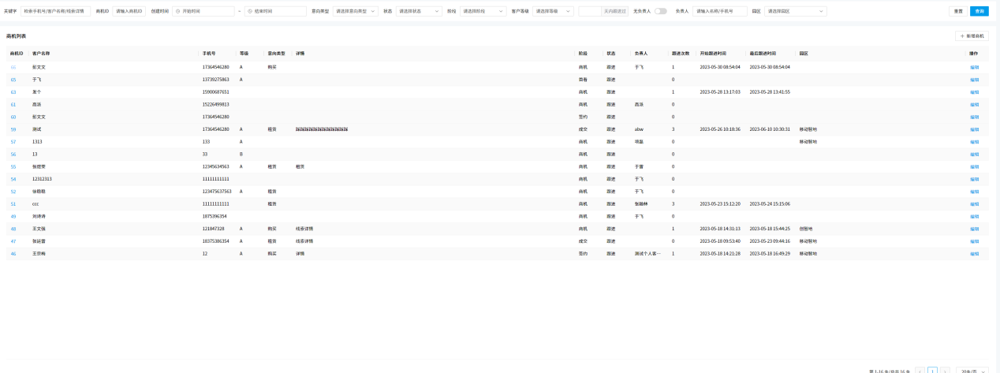 关键字 检索手机号/客户名称/线索详情 商机ID 请输入商机ID 创建时间 开始时间 ~ 结束时间 意向类型 请选择意向类型 状态 请选择状态 阶段 请选择阶段 客户等级 请选择等级 天内跟进过 无负责人 负责人 请输入名称/手机号 园区 请选择园区 重置 查询
商机列表 + 新增商机
商机ID 客户名称 手机号 等级 意向类型 详情 阶段 状态 负责人 跟进次数 开始跟进时间 最后跟进时间 园区 操作
66 彭文文 17364546280 A 购买 商机 跟进 于飞 1 2023-05-30 08:54:04 2023-05-30 08:54:04 编辑
65 于飞 13739275863 A 首看 跟进 0 编辑
63 发个 15900687651 商机 跟进 1 2023-05-28 13:17:03 2023-05-28 13:41:55 编辑
61 高派 15226499813 商机 跟进 高派 0 编辑
60 彭文文 17364546280 签约 跟进 0 编辑
59 测试 17364546280 A 租赁 成交 跟进 abw 3 2023-05-26 10:18:36 2023-06-10 10:30:31 移动智地 编辑
57 1313 133 A 商机 跟进 项磊 0 移动智地 编辑
56 13 33 B 商机 跟进 0 编辑
55 张煜雯 12345634563 A 租赁 租赁 商机 跟进 于雷 0 编辑
54 12312313 11111111111 商机 跟进 于飞 0 编辑
52 徐聪聪 123475637563 A 租赁 商机 跟进 于飞 0 编辑
51 ccc 11111111111 租赁 商机 跟进 张翰林 3 2023-05-23 15:12:20 2023-05-24 15:15:06 编辑
49 刘诗诗 1875396354 商机 跟进 于飞 0 编辑
48 王文强 121847328 A 购买 线索详情 商机 跟进 1 2023-05-18 14:31:13 2023-05-18 15:44:25 创智地 编辑
47 张延雷 18375386354 A 租赁 线索详情 成交 跟进 0 2023-05-18 09:53:40 2023-05-23 09:44:16 移动智地 编辑
46 王宗梅 12 A 购买 详情 签约 跟进 测试个人客… 1 2023-05-18 14:21:28 2023-05-18 16:49:29 移动智地 编辑
第 1-16 条/总共 16 条 < 1 > 20条/页